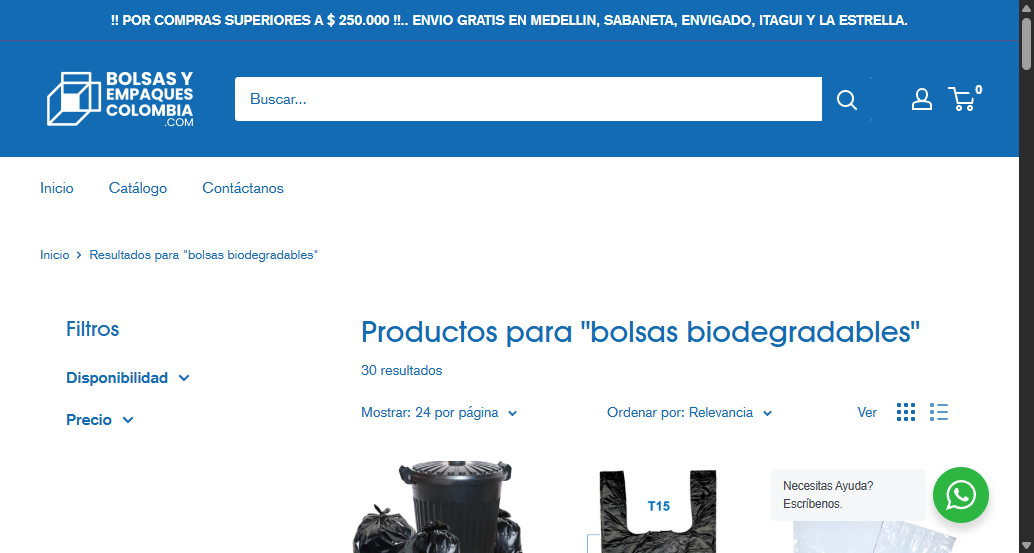 !! POR COMPRAS SUPERIORES A $ 250.000 !!.. ENVIO GRATIS EN MEDELLIN, SABANETA, ENVIGADO, ITAGUI Y LA ESTRELLA.
BOLSAS Y
EMPAQUES
COLOMBIA
.COM
Buscar...
0
Inicio
Catálogo
Contáctanos
Inicio > Resultados para "bolsas biodegradables"
Filtros
Disponibilidad
Precio
Productos para "bolsas biodegradables"
30 resultados
Mostrar: 24 por página
Ordenar por: Relevancia
Ver
T15
Necesitas Ayuda?
Escríbenos.